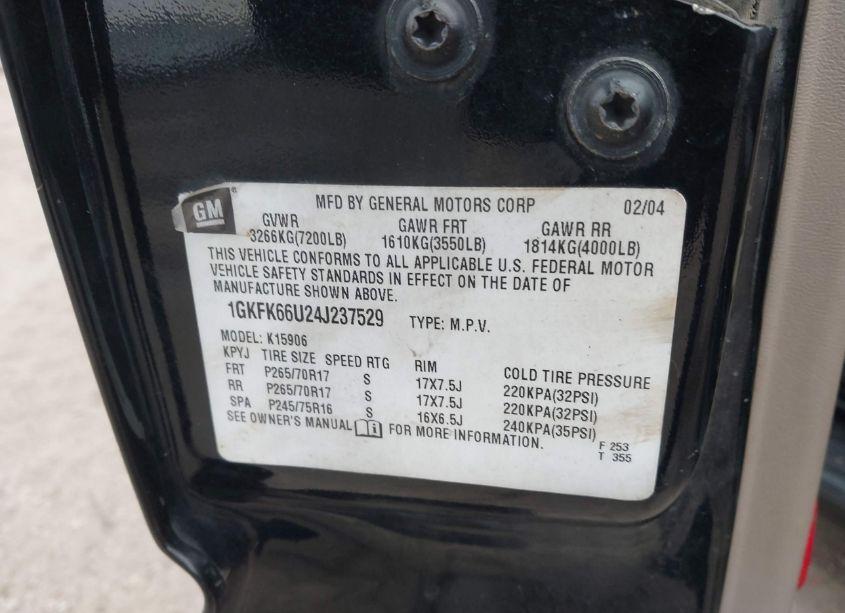 GM® MFD BY GENERAL MOTORS CORP 02/04
GVWR GAWR FRT GAWR RR
3266KG(7200LB) 1610KG(3550LB) 1814KG(4000LB)
THIS VEHICLE CONFORMS TO ALL APPLICABLE U.S. FEDERAL MOTOR
VEHICLE SAFETY STANDARDS IN EFFECT ON THE DATE OF
MANUFACTURE SHOWN ABOVE.
1GKFK66U24J237529 TYPE: M.P.V.
MODEL: K15906
KPYJ TIRE SIZE SPEED RTG RIM COLD TIRE PRESSURE
FRT P265/70R17 S 17X7.5J 220KPA(32PSI)
RR P265/70R17 S 17X7.5J 220KPA(32PSI)
SPA P245/75R16 S 16X6.5J 240KPA(35PSI)
SEE OWNER'S MANUAL FOR MORE INFORMATION.
F 253
T 355